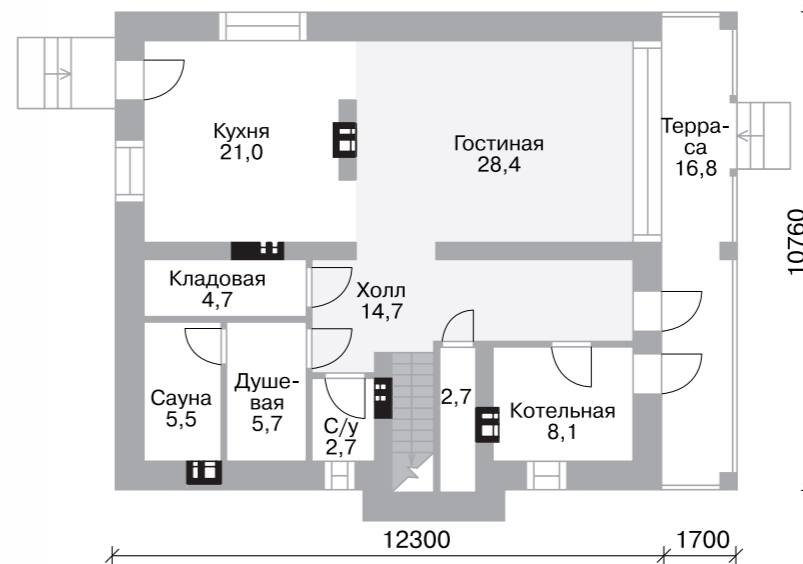 Кухня
21,0
Гостиная
28,4
Терра-
са
16,8
Кладовая
4,7
Холл
14,7
Сауна
5,5
Душе-
вая
5,7
С/у
2,7
2,7
Котельная
8,1
10760
12300
1700